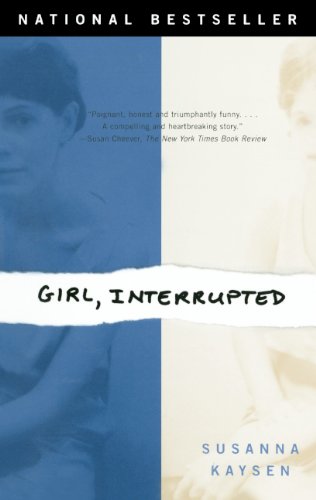 NATIONAL BESTSELLER
"Poignant, honest and triumphantly funny. . . .
A compelling and heartbreaking story."
—Susan Cheever, The New York Times Book Review
GIRL, INTERRUPTED
SUSANNA
KAYSEN